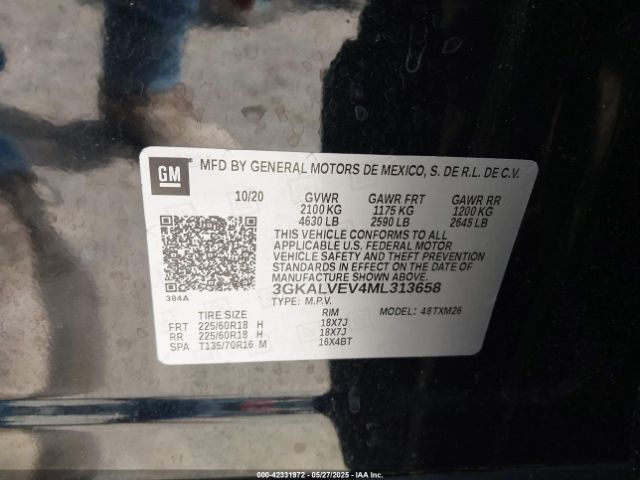 GM MFD BY GENERAL MOTORS DE MEXICO, S. DE R.L. DE C.V.
10/20 GVWR GAWR FRT GAWR RR
2100 KG 1175 KG 1200 KG
4630 LB 2590 LB 2645 LB
THIS VEHICLE CONFORMS TO ALL
APPLICABLE U.S. FEDERAL MOTOR
VEHICLE SAFETY AND THEFT
PREVENTION STANDARDS IN
EFFECT ON THE DATE OF
MANUFACTURE SHOWN ABOVE.
384A 3GKALVEV4ML313658
TYPE: M.P.V. MODEL: 48TXM26
TIRE SIZE RIM
FRT 225/60R18 H 18X7J
RR 225/60R18 H 18X7J
SPA T135/70R16 M 16X4BT
00-42331972 | 05/27/2025 | IAAI.COM